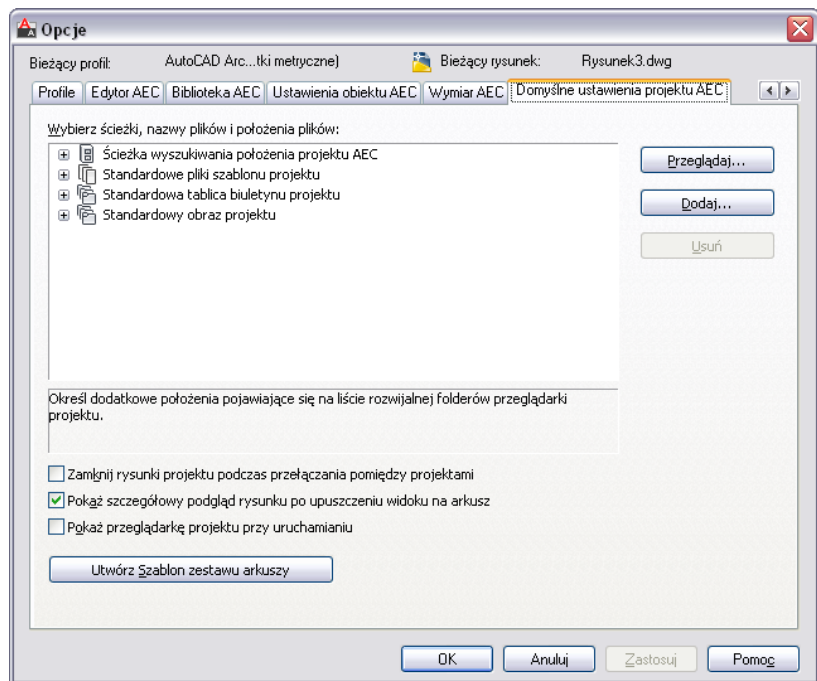 Opcje
Bieżący profil: AutoCAD Arc...tki metryczne) Bieżący rysunek: Rysunek3.dwg
Profile Edytor AEC Biblioteka AEC Ustawienia obiektu AEC Wymiar AEC Domyślne ustawienia projektu AEC
Wybierz ścieżki, nazwy plików i położenia plików:
Ścieżka wyszukiwania położenia projektu AEC
Standardowe pliki szablonu projektu
Standardowa tablica biuletynu projektu
Standardowy obraz projektu
Przeglądaj...
Dodaj...
Usuń
Określ dodatkowe położenia pojawiające się na liście rozwijalnej folderów przeglądarki
projektu.
Zamknij rysunki projektu podczas przełączania pomiędzy projektami
Pokaż szczegółowy podgląd rysunku po upuszczeniu widoku na arkusz
Pokaż przeglądarkę projektu przy uruchamianiu
Utwórz Szablon zestawu arkuszy
OK Anuluj Zastosuj Pomoc